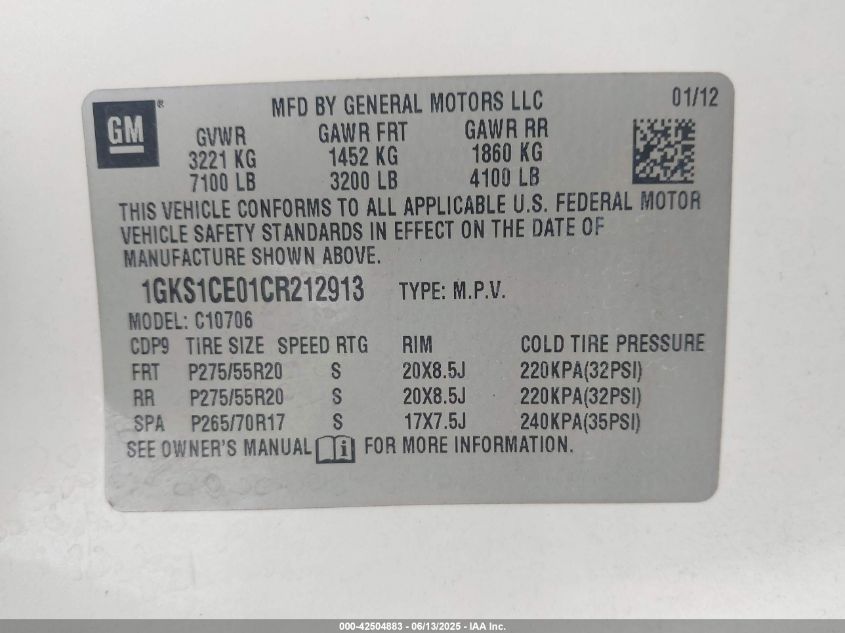 GM ®
MFD BY GENERAL MOTORS LLC 01/12
GVWR GAWR FRT GAWR RR
3221 KG 1452 KG 1860 KG
7100 LB 3200 LB 4100 LB
THIS VEHICLE CONFORMS TO ALL APPLICABLE U.S. FEDERAL MOTOR
VEHICLE SAFETY STANDARDS IN EFFECT ON THE DATE OF
MANUFACTURE SHOWN ABOVE.
1GKS1CE01CR212913 TYPE: M.P.V.
MODEL: C10706
CDP9 TIRE SIZE SPEED RTG RIM COLD TIRE PRESSURE
FRT P275/55R20 S 20X8.5J 220KPA(32PSI)
RR P275/55R20 S 20X8.5J 220KPA(32PSI)
SPA P265/70R17 S 17X7.5J 240KPA(35PSI)
SEE OWNER'S MANUAL i FOR MORE INFORMATION.
000-42504883 - 06/13/2025 - IAA Inc.